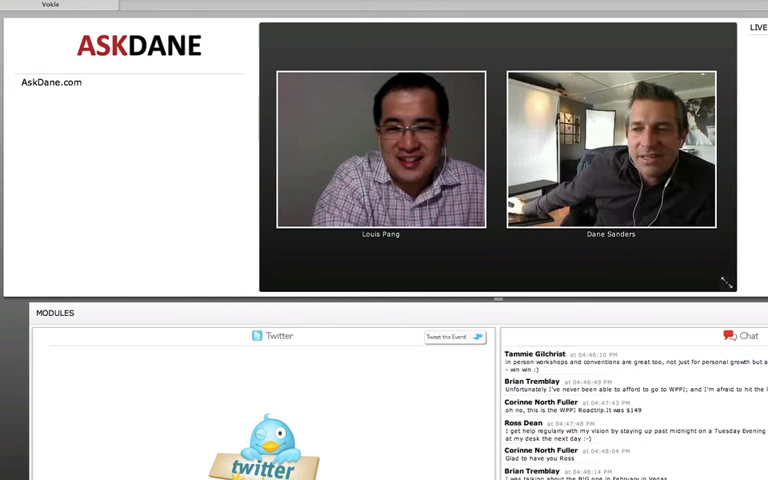 Vokle
ASKDANE
LIVE
AskDane.com
Louis Pang
Dane Sanders
MODULES
Twitter
Tweet this Event!
Chat
twitter
Tammie Gilchrist at 04:46:10 PM
in person workshops and conventions are great too, not just for personal growth but a
- win win :)
Brian Tremblay at 04:46:49 PM
Unfortunately I've never been able to afford to go to WPPI; and I'm afraid to hit the
Corinne North Fuller at 04:47:43 PM
oh no, this is the WPPI Roadtrip.It was $149
Ross Dean at 04:47:48 PM
I get help regularly with my vision by staying up past midnight on a Tuesday Evening
at my desk the next day :-)
Corinne North Fuller at 04:48:04 PM
Glad to have you Ross
Brian Tremblay at 04:48:14 PM
I was talking about the BIG one in February in Vegas